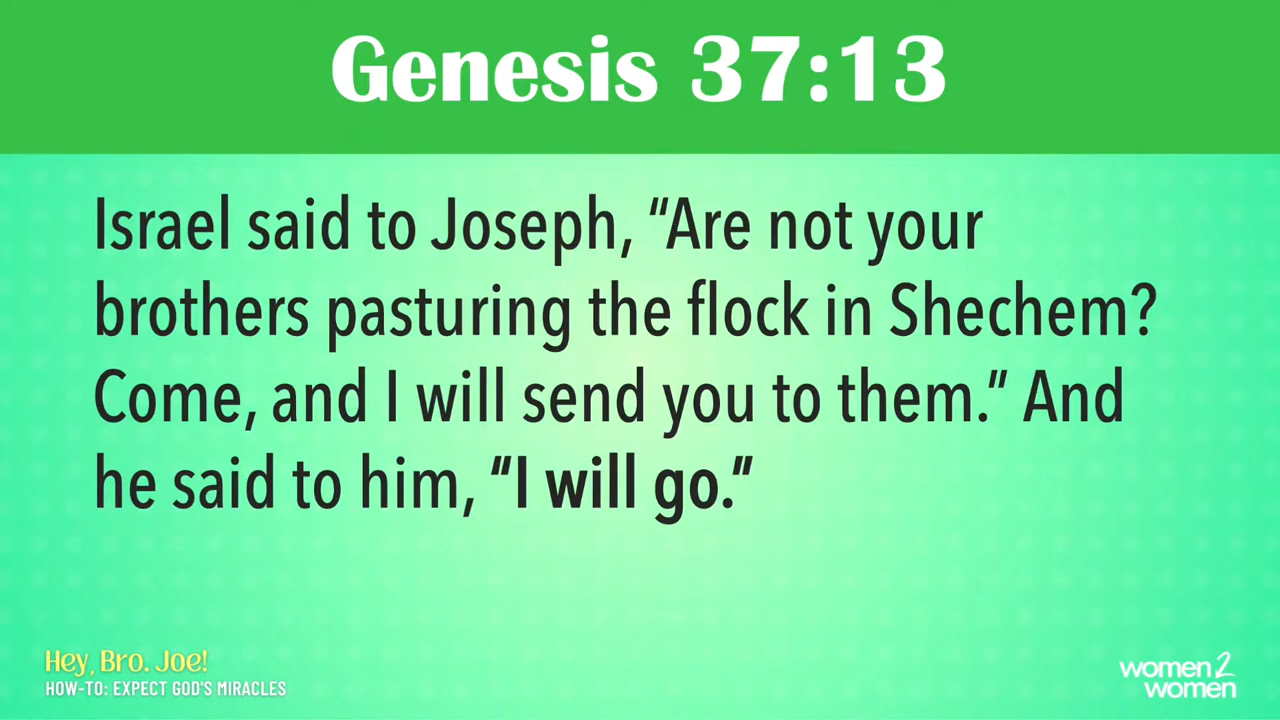 Genesis 37:13
Israel said to Joseph, “Are not your
brothers pasturing the flock in Shechem?
Come, and I will send you to them.” And
he said to him, “I will go.”
Hey, Bro. Joe!
HOW-TO: EXPECT GOD'S MIRACLES
women2
women